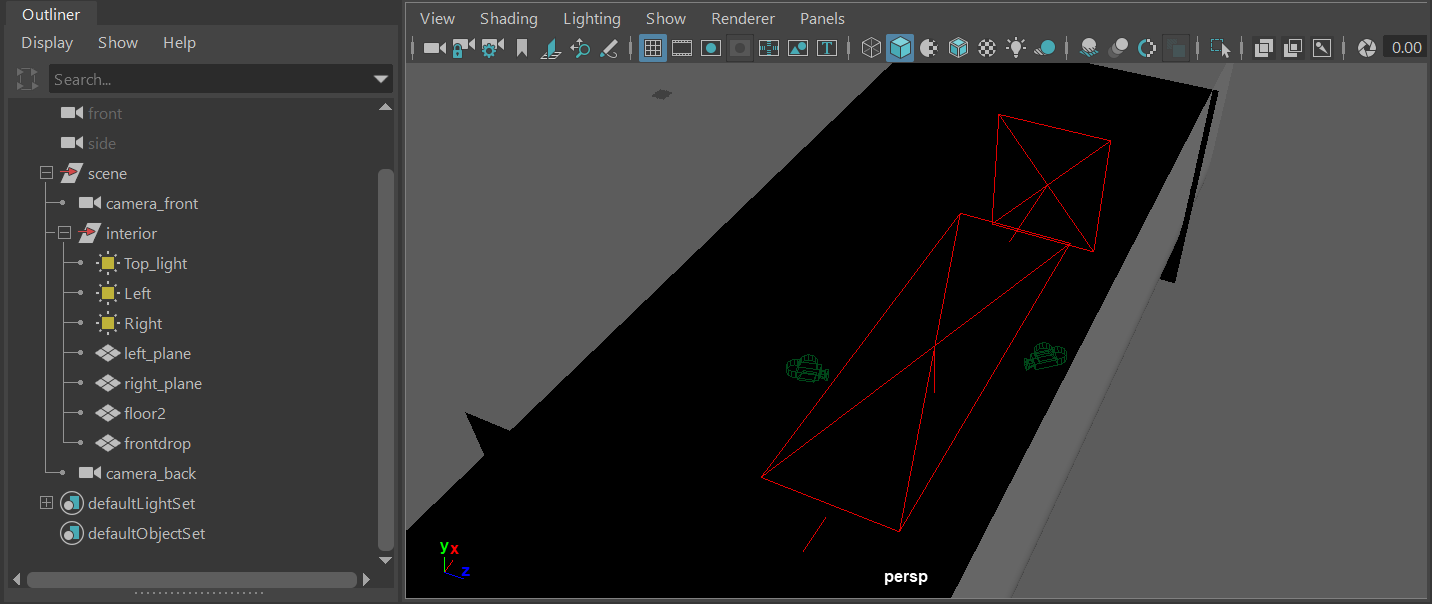 Outliner
Display Show Help
Search...
front
side
scene
camera_front
interior
Top_light
Left
Right
left_plane
right_plane
floor2
frontdrop
camera_back
defaultLightSet
defaultObjectSet
View Shading Lighting Show Renderer Panels
T
0.00
y x
z
persp